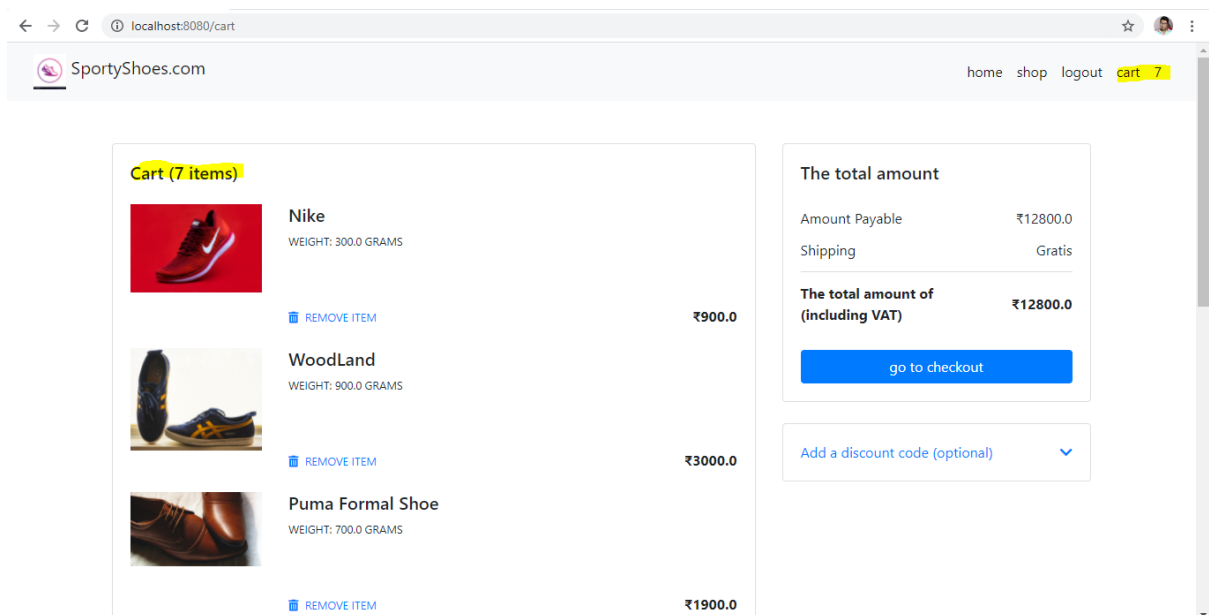 localhost:8080/cart
SportyShoes.com
home shop logout cart 7
Cart (7 items)
Nike
WEIGHT: 300.0 GRAMS
REMOVE ITEM ₹900.0
WoodLand
WEIGHT: 900.0 GRAMS
REMOVE ITEM ₹3000.0
Puma Formal Shoe
WEIGHT: 700.0 GRAMS
REMOVE ITEM ₹1900.0
The total amount
Amount Payable ₹12800.0
Shipping Gratis
The total amount of
(including VAT) ₹12800.0
go to checkout
Add a discount code (optional)